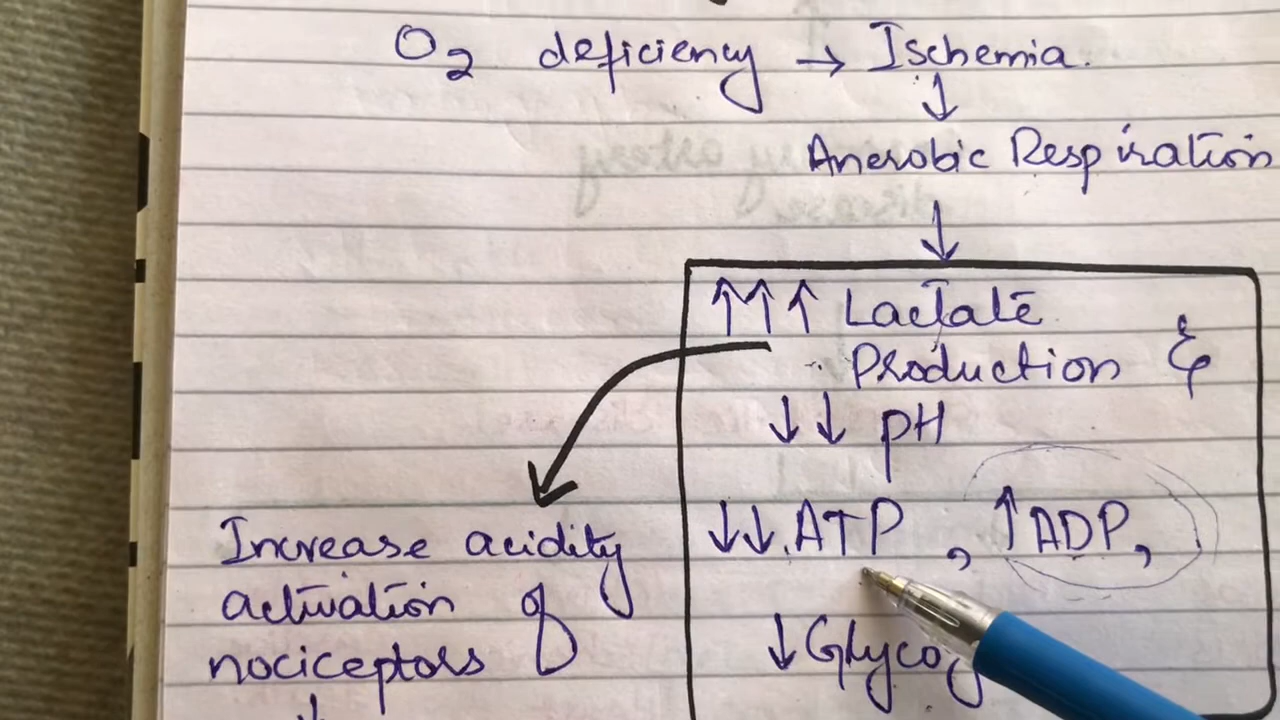 O2 deficiency → Ischemia.
↓
Anerobic Respiration
↓
↑↑↑ Lactate
Production &
↓↓ pH
↓↓ ATP, ↑ADP,
↓
Increase acidity
activation of
nociceptors
↓